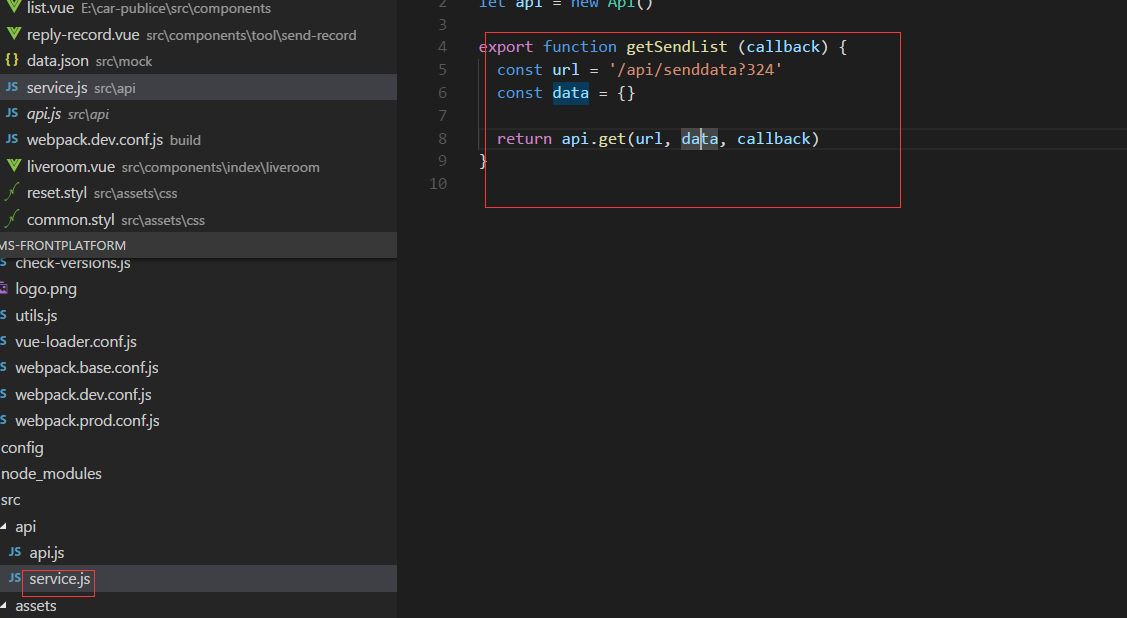 list.vue E:\car-publice\src\components
reply-record.vue src\components\tool\send-record
{} data.json src\mock
JS service.js src\api
JS api.js src\api
JS webpack.dev.conf.js build
liveroom.vue src\components\index\liveroom
reset.styl src\assets\css
common.styl src\assets\css
MS-FRONTPLATFORM
S check-versions.js
logo.png
S utils.js
S vue-loader.conf.js
S webpack.base.conf.js
S webpack.dev.conf.js
S webpack.prod.conf.js
config
node_modules
src
api
JS api.js
JS service.js
assets
2 let api = new Api()
3
4 export function getSendList (callback) {
5 const url = '/api/senddata?324'
6 const data = {}
7
8 return api.get(url, data, callback)
9 }
10